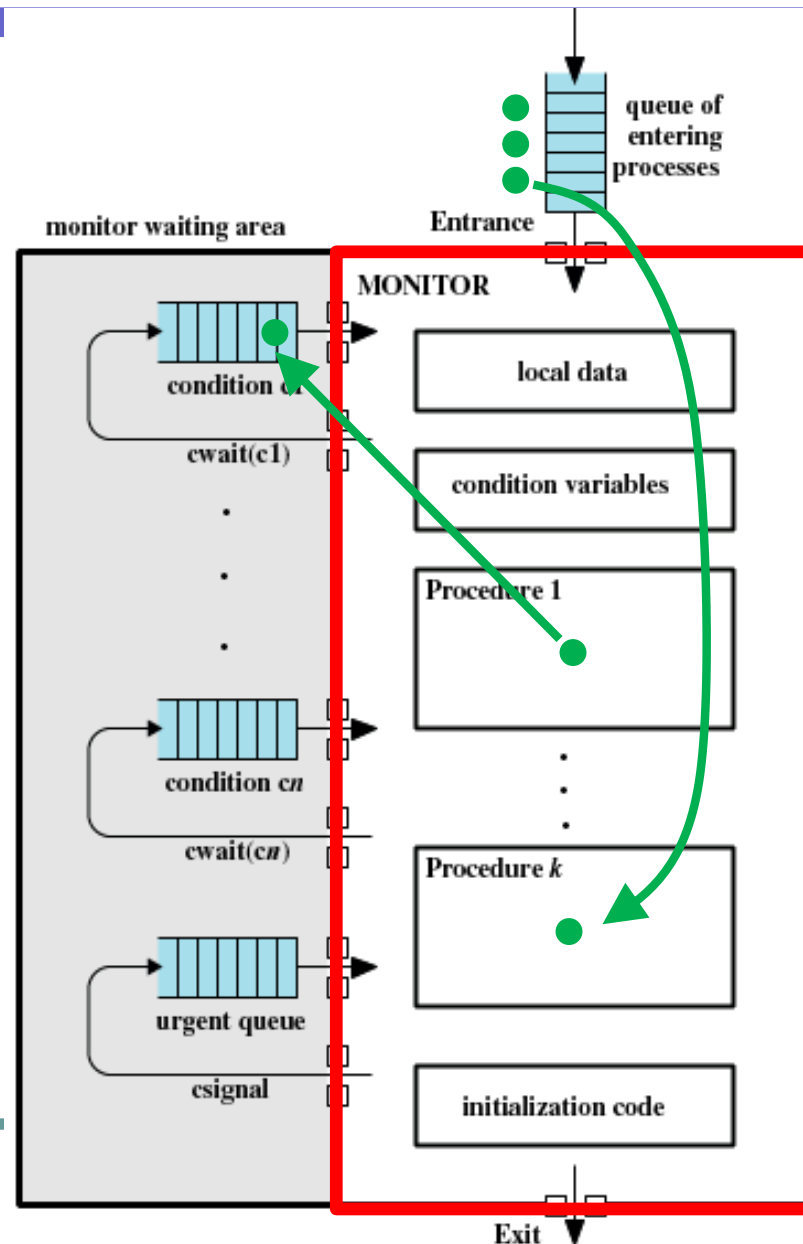 queue of
entering
processes
Entrance
monitor waiting area
MONITOR
local data
condition
cwait(c1)
condition variables
Procedure 1
condition cn
cwait(cn)
Procedure k
urgent queue
csignal
initialization code
Exit